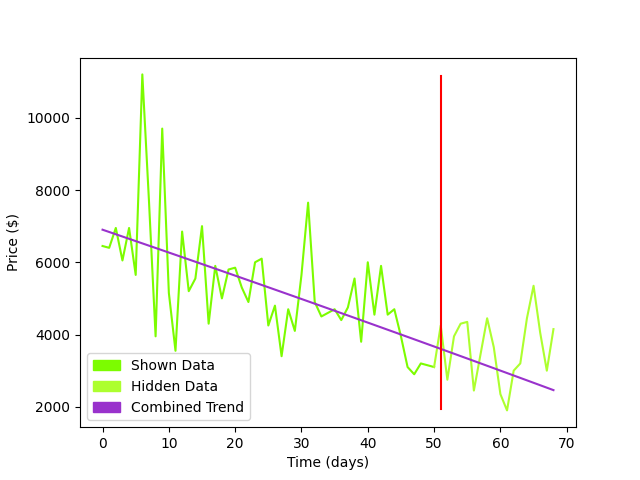 Price ($)
10000
8000
6000
4000
2000
Shown Data
Hidden Data
Combined Trend
0 10 20 30 40 50 60 70
Time (days)